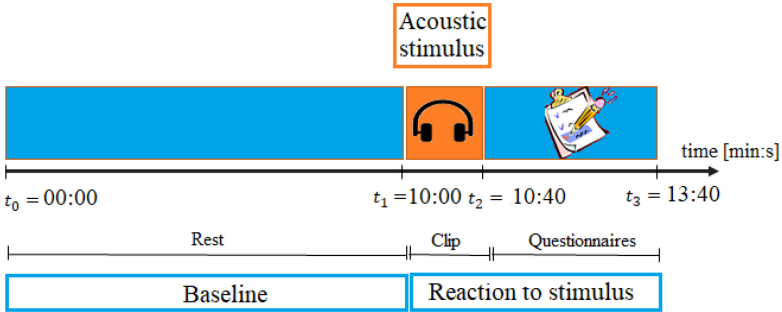 Acoustic
stimulus
time [min:s]
t₀ = 00:00
t₁ =10:00
t₂ = 10:40
t₃ = 13:40
Rest
Clip
Questionnaires
Baseline
Reaction to stimulus